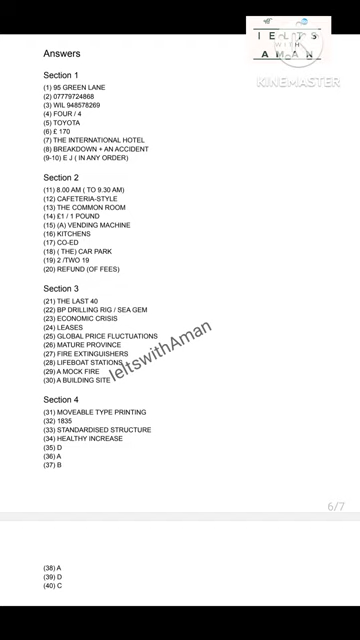 IELTS
WITH
AMAN
KINEMASTER
Answers
Section 1
(1) 95 GREEN LANE
(2) 07779724868
(3) WIL 948578269
(4) FOUR / 4
(5) TOYOTA
(6) £ 170
(7) THE INTERNATIONAL HOTEL
(8) BREAKDOWN + AN ACCIDENT
(9-10) E J ( IN ANY ORDER)
Section 2
(11) 8.00 AM ( TO 9.30 AM)
(12) CAFETERIA-STYLE
(13) THE COMMON ROOM
(14) £1 / 1 POUND
(15) (A) VENDING MACHINE
(16) KITCHENS
(17) CO-ED
(18) ( THE) CAR PARK
(19) 2 /TWO 19
(20) REFUND (OF FEES)
Section 3
(21) THE LAST 40
(22) BP DRILLING RIG / SEA GEM
(23) ECONOMIC CRISIS
(24) LEASES
(25) GLOBAL PRICE FLUCTUATIONS
(26) MATURE PROVINCE
(27) FIRE EXTINGUISHERS
(28) LIFEBOAT STATIONS
(29) A MOCK FIRE
(30) A BUILDING SITE
IeltswithAman
Section 4
(31) MOVEABLE TYPE PRINTING
(32) 1835
(33) STANDARDISED STRUCTURE
(34) HEALTHY INCREASE
(35) D
(36) A
(37) B
6/7
(38) A
(39) D
(40) C